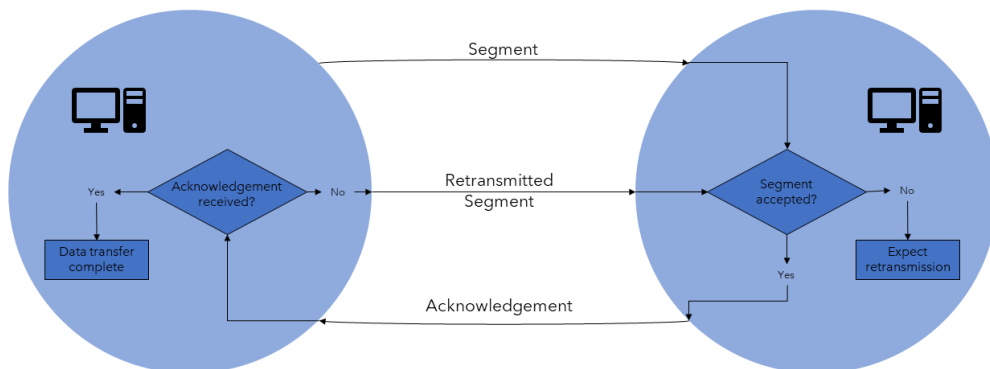 Segment
Acknowledgement
received?
Yes
No
Retransmitted
Segment
Segment
accepted?
No
Data transfer
complete
Expect
retransmission
Yes
Acknowledgement